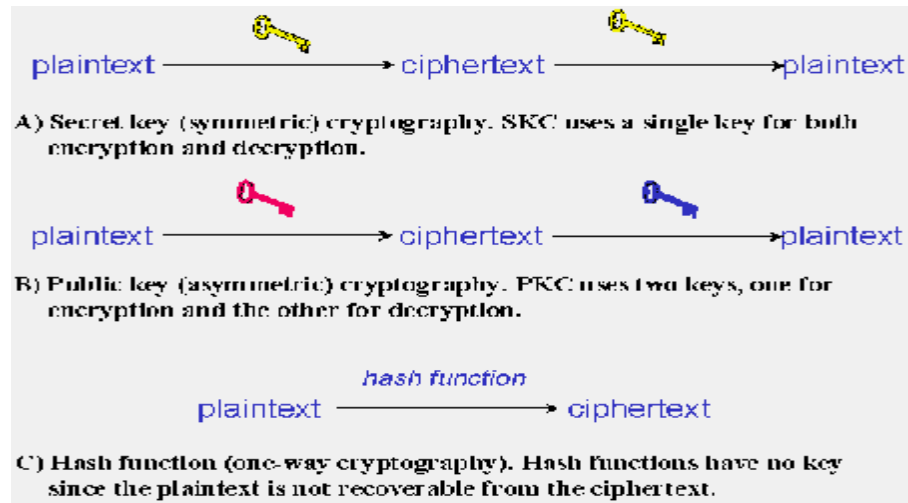 plaintext ciphertext plaintext
A) Secret key (symmetric) cryptography. SKC uses a single key for both
encryption and decryption.
plaintext ciphertext plaintext
B) Public key (asymmetric) cryptography. PKC uses two keys, one for
encryption and the other for decryption.
hash function
plaintext ciphertext
C) Hash function (one-way cryptography). Hash functions have no key
since the plaintext is not recoverable from the ciphertext.